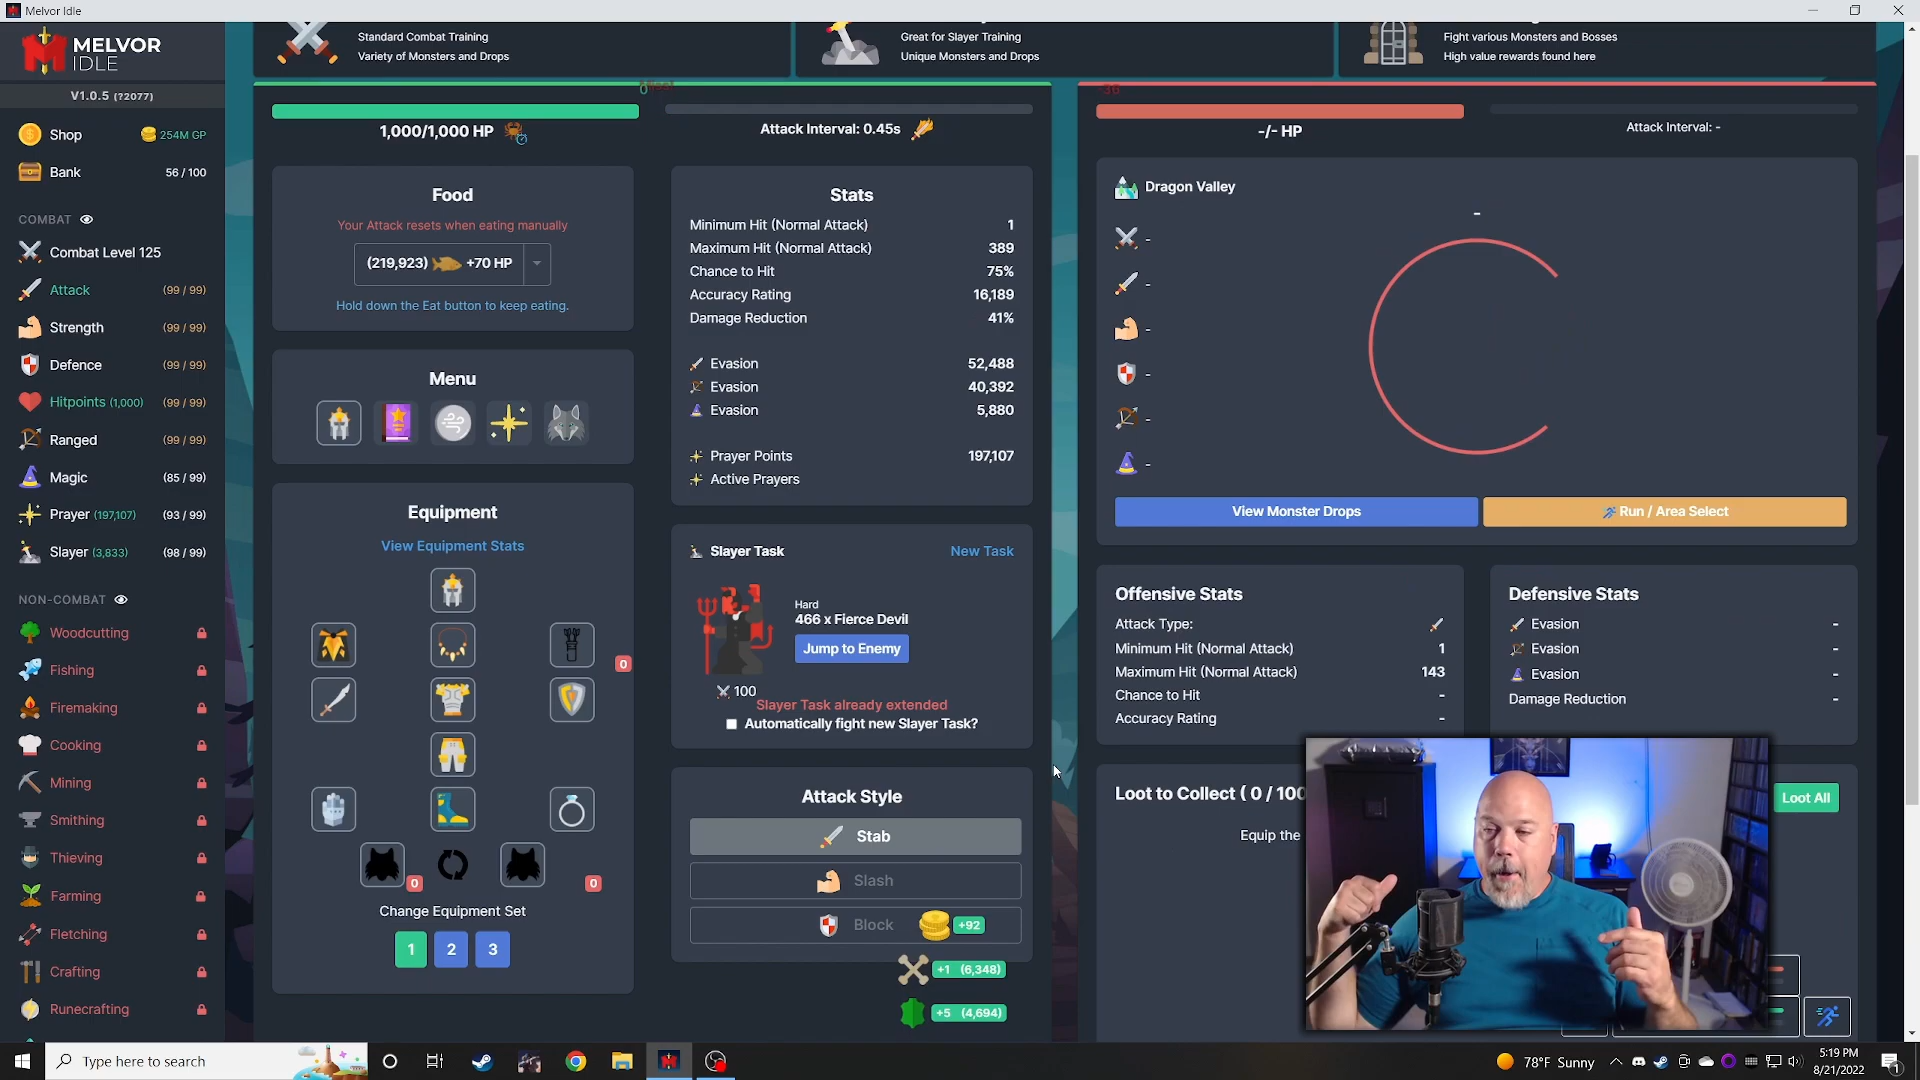 Melvor Idle
MELVOR
IDLE
V1.0.5 (?2077)
Shop 254M GP
Bank 56 / 100
COMBAT
Combat Level 125
Attack (99 / 99)
Strength (99 / 99)
Defence (99 / 99)
Hitpoints (1,000) (99 / 99)
Ranged (99 / 99)
Magic (85 / 99)
Prayer (197,107) (93 / 99)
Slayer (3,833) (98 / 99)
NON-COMBAT
Woodcutting
Fishing
Firemaking
Cooking
Mining
Smithing
Thieving
Farming
Fletching
Crafting
Runecrafting
Standard Combat Training
Variety of Monsters and Drops
Great for Slayer Training
Unique Monsters and Drops
Fight various Monsters and Bosses
High value rewards found here
1,000/1,000 HP
Attack Interval: 0.45s
Food
Your Attack resets when eating manually
(219,923) +70 HP
Hold down the Eat button to keep eating.
Menu
Equipment
View Equipment Stats
0
0
0
Change Equipment Set
1 2 3
Stats
Minimum Hit (Normal Attack) 1
Maximum Hit (Normal Attack) 389
Chance to Hit 75%
Accuracy Rating 16,189
Damage Reduction 41%
Evasion 52,488
Evasion 40,392
Evasion 5,880
Prayer Points 197,107
Active Prayers
Slayer Task New Task
Hard
466 x Fierce Devil
Jump to Enemy
100
Slayer Task already extended
Automatically fight new Slayer Task?
Attack Style
Stab
Slash
Block +92
+1 (6,348)
+5 (4,694)
-36
-/- HP
Attack Interval: -
Dragon Valley
-
-
-
-
-
-
-
View Monster Drops
Run / Area Select
Offensive Stats
Attack Type:
Minimum Hit (Normal Attack) 1
Maximum Hit (Normal Attack) 143
Chance to Hit -
Accuracy Rating -
Defensive Stats
Evasion -
Evasion -
Evasion -
Damage Reduction -
Loot to Collect ( 0 / 100
Loot All
Equip the
Type here to search
78°F Sunny
5:19 PM
8/21/2022
1